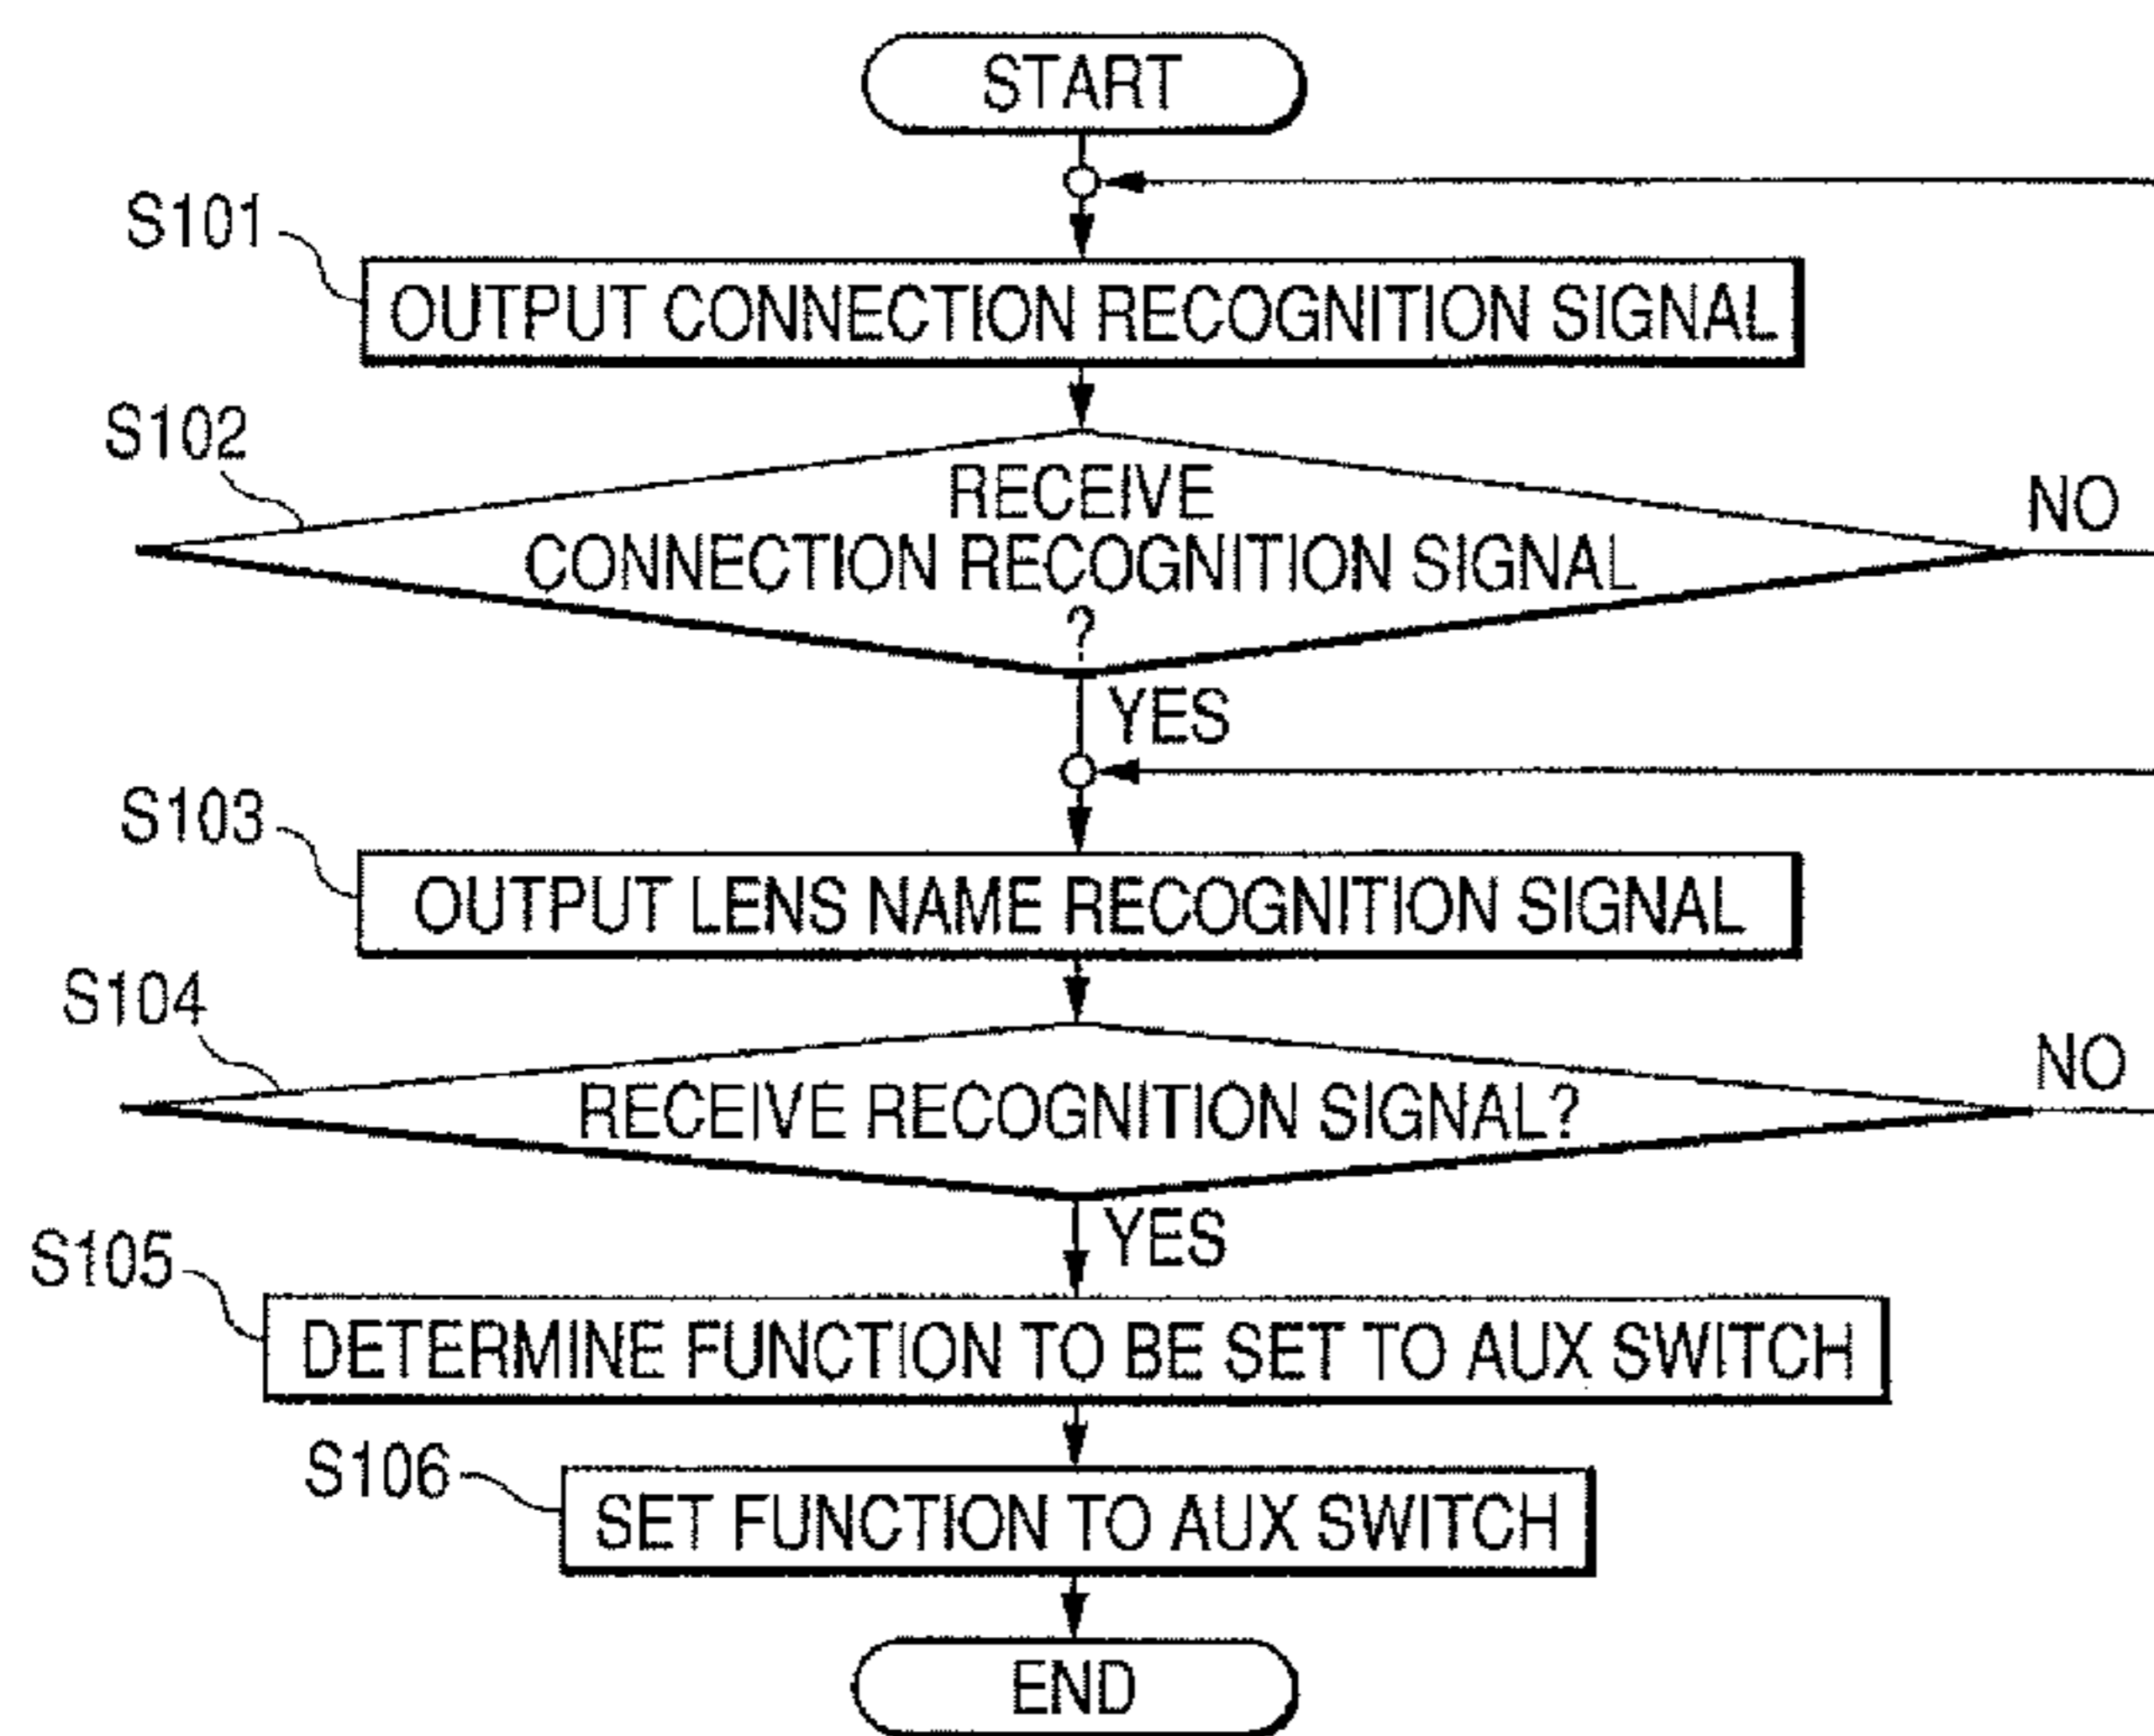 START
S101
OUTPUT CONNECTION RECOGNITION SIGNAL
S102
RECEIVE
CONNECTION RECOGNITION SIGNAL
?
NO
YES
S103
OUTPUT LENS NAME RECOGNITION SIGNAL
S104
RECEIVE RECOGNITION SIGNAL?
NO
YES
S105
DETERMINE FUNCTION TO BE SET TO AUX SWITCH
S106
SET FUNCTION TO AUX SWITCH
END